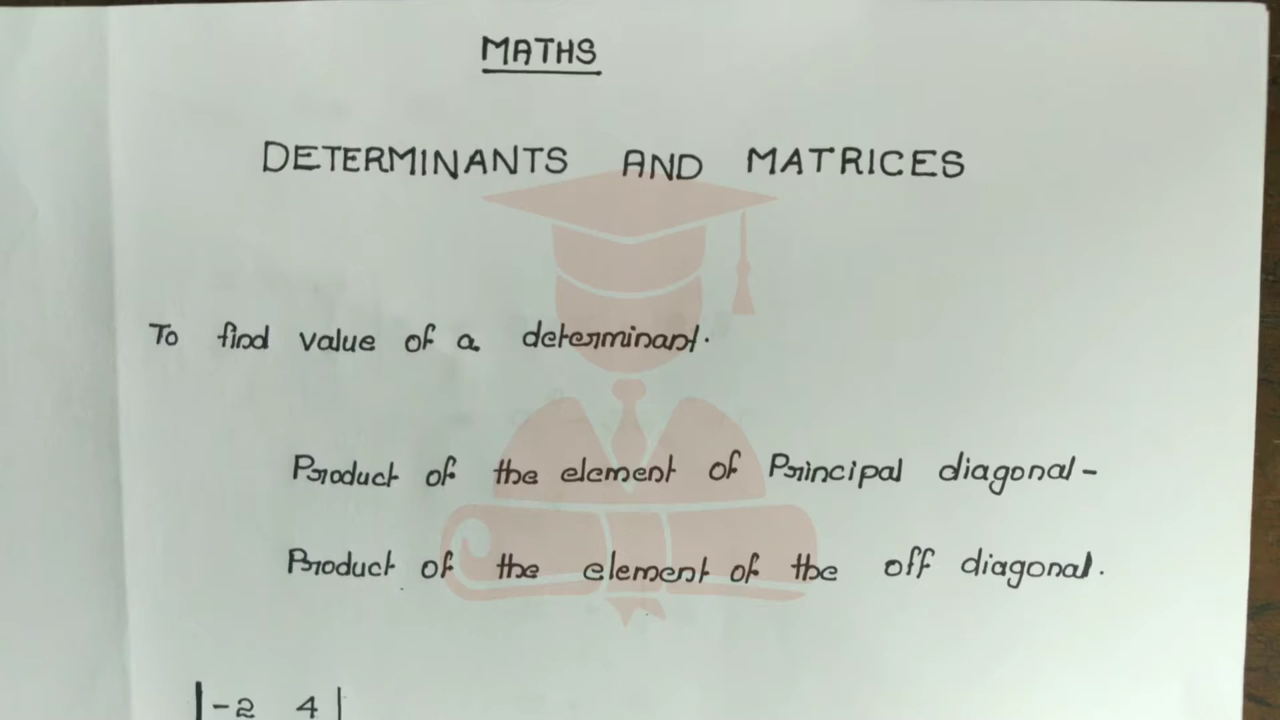 MATHS
DETERMINANTS AND MATRICES
To find value of a determinant.
Product of the element of Principal diagonal -
Product of the element of the off diagonal.
|-2 4|